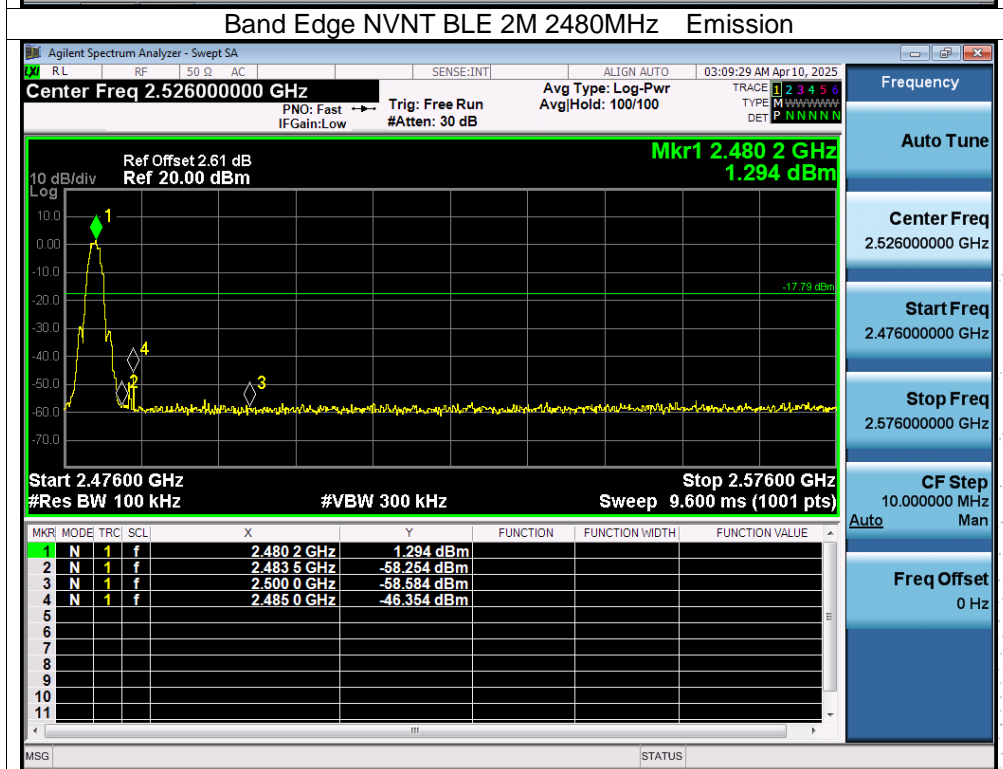 Band Edge NVNT BLE 2M 2480MHz Emission
Agilent Spectrum Analyzer - Swept SA
LXI RL RF 50 Ω AC SENSE:INT ALIGN AUTO 03:09:29 AM Apr 10, 2025
Center Freq 2.526000000 GHz
PNO: Fast
IFGain:Low
Trig: Free Run
#Atten: 30 dB
Avg Type: Log-Pwr
Avg|Hold: 100/100
TRACE 1 2 3 4 5 6
TYPE M WWWWW
DET P N N N N N
Frequency
Auto Tune
Center Freq
2.526000000 GHz
Start Freq
2.476000000 GHz
Stop Freq
2.576000000 GHz
CF Step
10.000000 MHz
Auto Man
Freq Offset
0 Hz
Mkr1 2.480 2 GHz
1.294 dBm
Ref Offset 2.61 dB
10 dB/div Ref 20.00 dBm
Log
10.0
0.00
-10.0
-20.0
-30.0
-40.0
-50.0
-60.0
-70.0
1
-17.79 dBm
4
2
3
Start 2.47600 GHz Stop 2.57600 GHz
#Res BW 100 kHz #VBW 300 kHz Sweep 9.600 ms (1001 pts)
MKR MODE TRC SCL X Y FUNCTION FUNCTION WIDTH FUNCTION VALUE
1 N 1 f 2.480 2 GHz 1.294 dBm
2 N 1 f 2.483 5 GHz -58.254 dBm
3 N 1 f 2.500 0 GHz -58.584 dBm
4 N 1 f 2.485 0 GHz -46.354 dBm
5
6
7
8
9
10
11
MSG STATUS